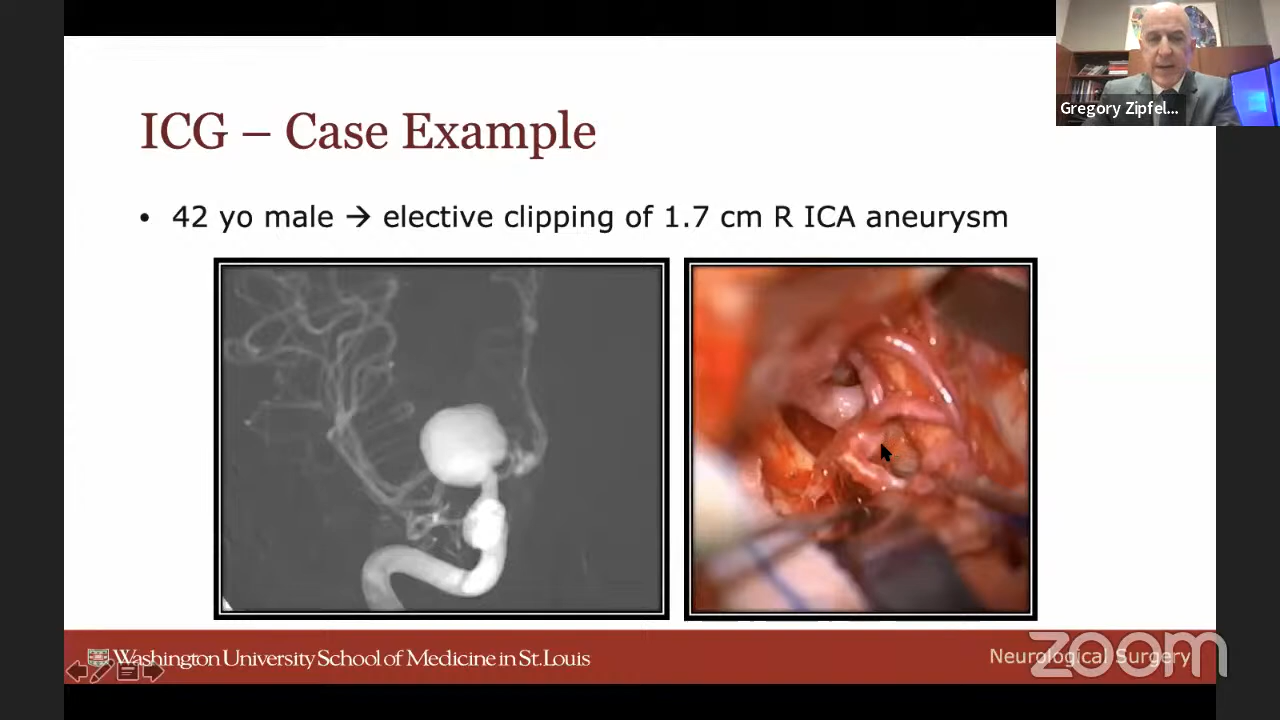 Gregory Zipfel...
ICG – Case Example
• 42 yo male → elective clipping of 1.7 cm R ICA aneurysm
Washington University School of Medicine in St. Louis
Neurological Surgery
zoom